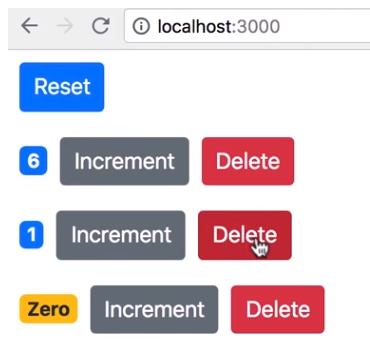 localhost:3000
Reset
6 Increment Delete
1 Increment Delete
Zero Increment Delete